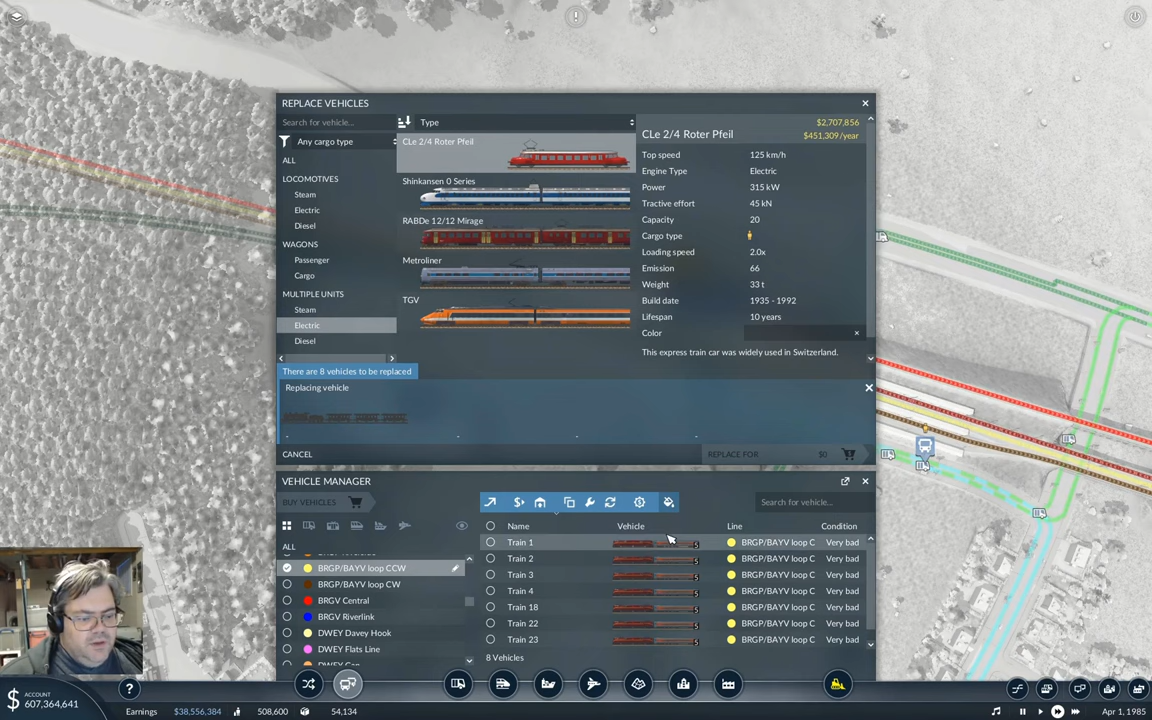 REPLACE VEHICLES
Search for vehicle...
Type
Any cargo type
ALL
LOCOMOTIVES
Steam
Electric
Diesel
WAGONS
Passenger
Cargo
MULTIPLE UNITS
Steam
Electric
Diesel
CLe 2/4 Roter Pfeil
Shinkansen 0 Series
RABDe 12/12 Mirage
Metroliner
TGV
$2,707,856
CLe 2/4 Roter Pfeil
$451,309/year
Top speed 125 km/h
Engine Type Electric
Power 315 kW
Tractive effort 45 kN
Capacity 20
Cargo type
Loading speed 2.0x
Emission 66
Weight 33 t
Build date 1935 - 1992
Lifespan 10 years
Color
This express train car was widely used in Switzerland.
There are 8 vehicles to be replaced
Replacing vehicle
- - - -
CANCEL
REPLACE FOR $0
VEHICLE MANAGER
BUY VEHICLES
Search for vehicle...
ALL
BRGP/BAYV loop CCW
BRGP/BAYV loop CW
BRGV Central
BRGV Riverlink
DWEY Davey Hook
DWEY Flats Line
Name Vehicle Line Condition
Train 1 5 BRGP/BAYV loop C Very bad
Train 2 5 BRGP/BAYV loop C Very bad
Train 3 5 BRGP/BAYV loop C Very bad
Train 4 5 BRGP/BAYV loop C Very bad
Train 18 5 BRGP/BAYV loop C Very bad
Train 22 5 BRGP/BAYV loop C Very bad
Train 23 5 BRGP/BAYV loop C Very bad
8 Vehicles
$ ACCOUNT
607,364,641
?
Earnings $38,556,384 508,600 54,134
Apr 1, 1985